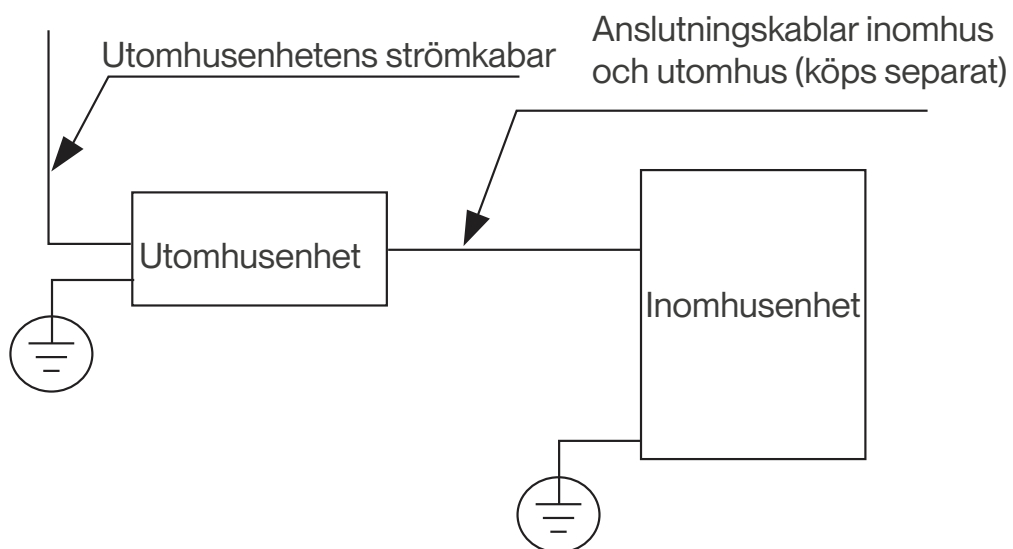 Utomhusenhetens strömkabar
Anslutningskablar inomhus
och utomhus (köps separat)
Utomhusenhet
Inomhusenhet